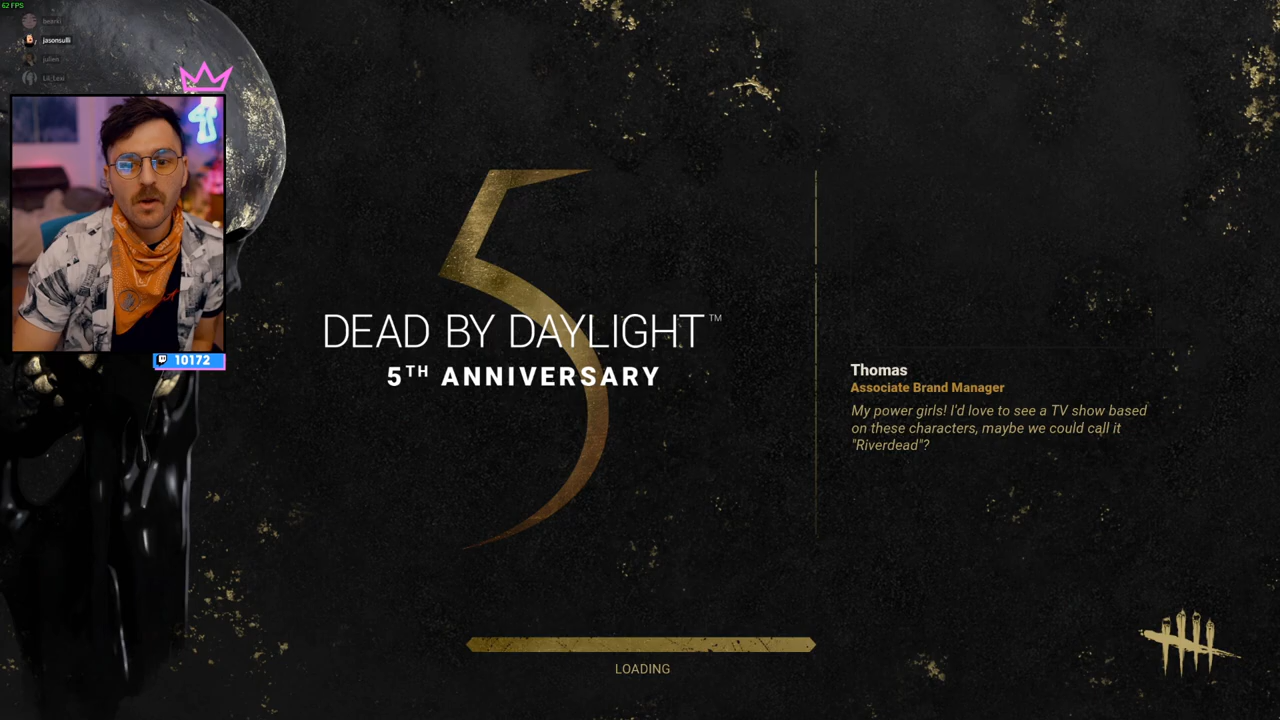 62 FPS
jasonsulli
julien
10172
DEAD BY DAYLIGHT™
5TH ANNIVERSARY
Thomas
Associate Brand Manager
My power girls! I'd love to see a TV show based
on these characters, maybe we could call it
"Riverdead"?
LOADING